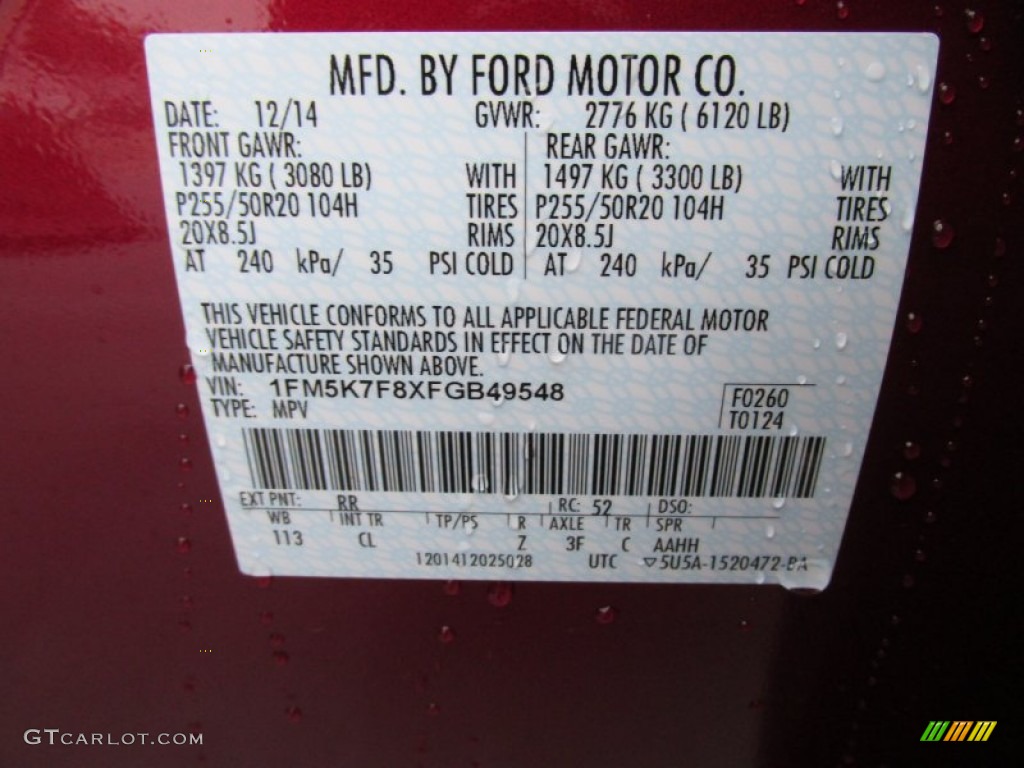 MFD. BY FORD MOTOR CO.
DATE: 12/14 GVWR: 2776 KG ( 6120 LB)
FRONT GAWR: REAR GAWR:
1397 KG ( 3080 LB) WITH 1497 KG ( 3300 LB) WITH
P255/50R20 104H TIRES P255/50R20 104H TIRES
20X8.5J RIMS 20X8.5J RIMS
AT 240 kPa/ 35 PSI COLD AT 240 kPa/ 35 PSI COLD
THIS VEHICLE CONFORMS TO ALL APPLICABLE FEDERAL MOTOR
VEHICLE SAFETY STANDARDS IN EFFECT ON THE DATE OF
MANUFACTURE SHOWN ABOVE.
VIN: 1FM5K7F8XFGB49548
TYPE: MPV
F0260
T0124
EXT PNT: RR RC: 52 DSO:
WB INT TR TP/PS R AXLE TR SPR
113 CL Z 3F C AAHH
1201412025028 UTC ▽5U5A-1520472-BA
GTCARLOT.COM